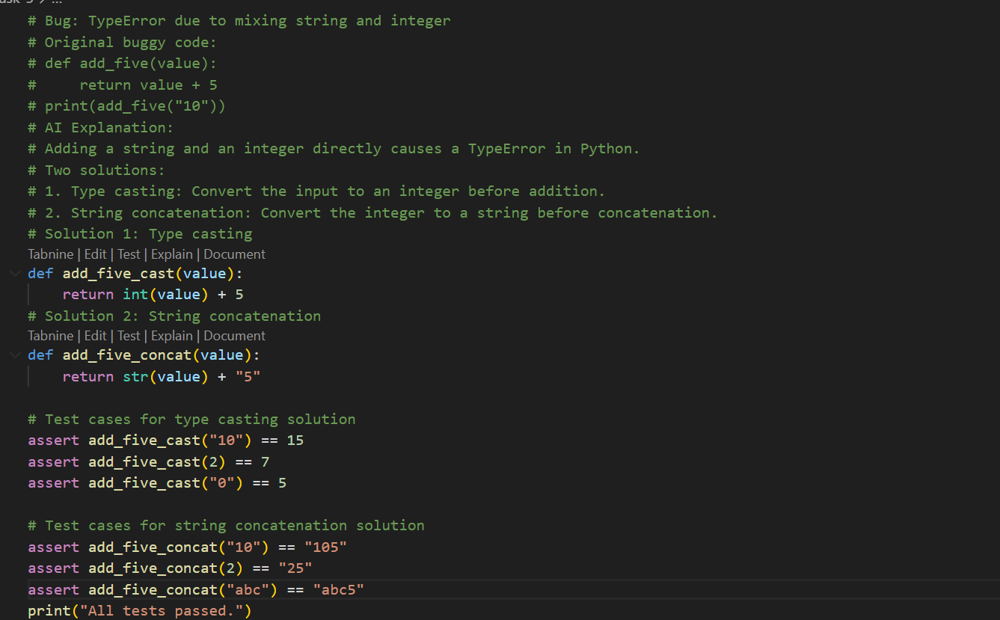 # Bug: TypeError due to mixing string and integer
# Original buggy code:
# def add_five(value):
#     return value + 5
# print(add_five("10"))
# AI Explanation:
# Adding a string and an integer directly causes a TypeError in Python.
# Two solutions:
# 1. Type casting: Convert the input to an integer before addition.
# 2. String concatenation: Convert the integer to a string before concatenation.
# Solution 1: Type casting
Tabnine | Edit | Test | Explain | Document
def add_five_cast(value):
    return int(value) + 5
# Solution 2: String concatenation
Tabnine | Edit | Test | Explain | Document
def add_five_concat(value):
    return str(value) + "5"
# Test cases for type casting solution
assert add_five_cast("10") == 15
assert add_five_cast(2) == 7
assert add_five_cast("0") == 5
# Test cases for string concatenation solution
assert add_five_concat("10") == "105"
assert add_five_concat(2) == "25"
assert add_five_concat("abc") == "abc5"
print("All tests passed.")